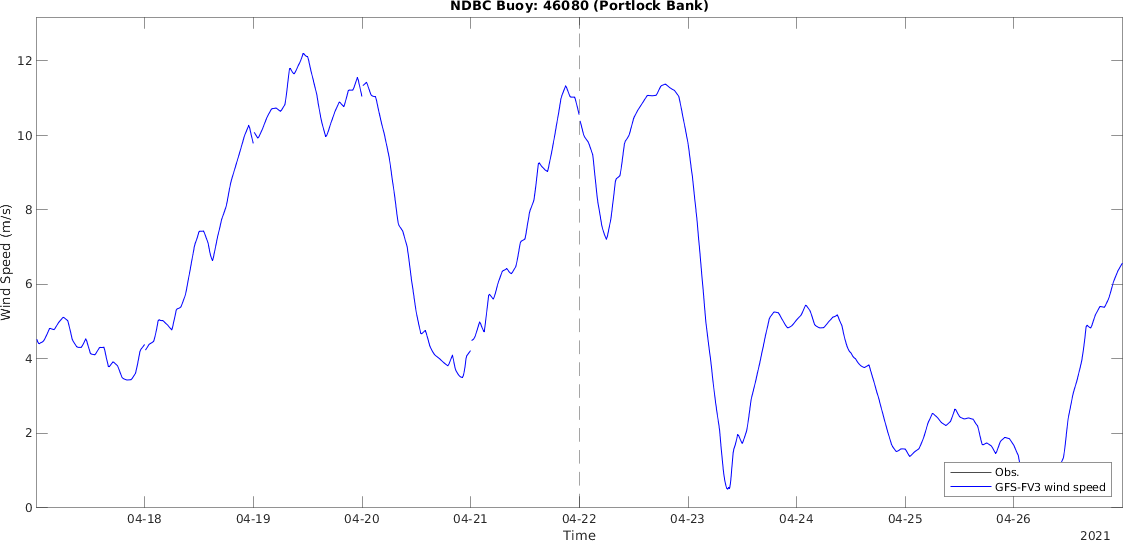 NDBC Buoy: 46080 (Portlock Bank)
Wind Speed (m/s)
12
10
8
6
4
2
0
04-18 04-19 04-20 04-21 04-22 04-23 04-24 04-25 04-26
Time
2021
Obs.
GFS-FV3 wind speed